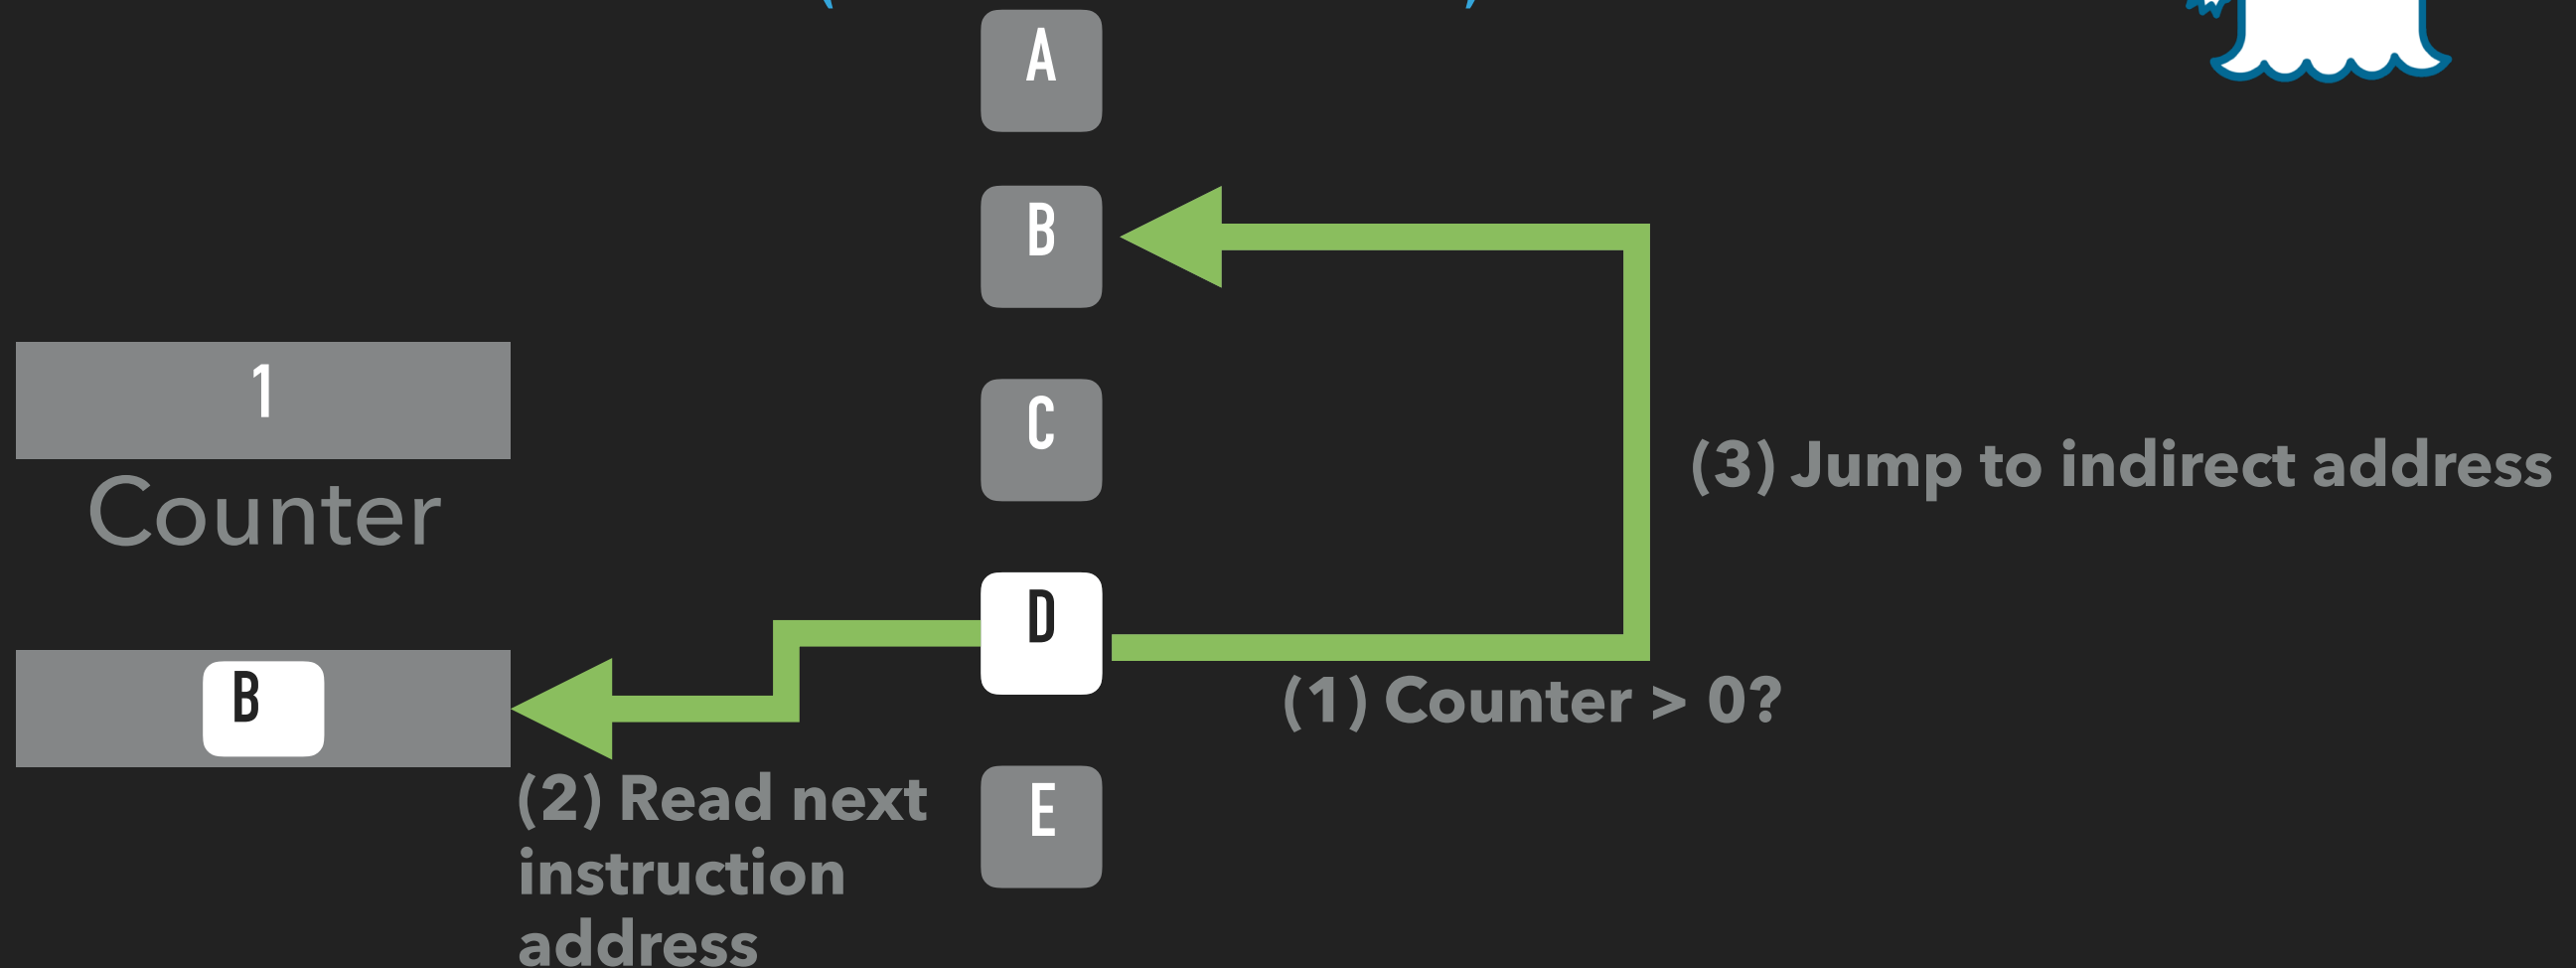 A
B
1
C
Counter
(3) Jump to indirect address
D
B
(1) Counter > 0?
(2) Read next
instruction
address
E